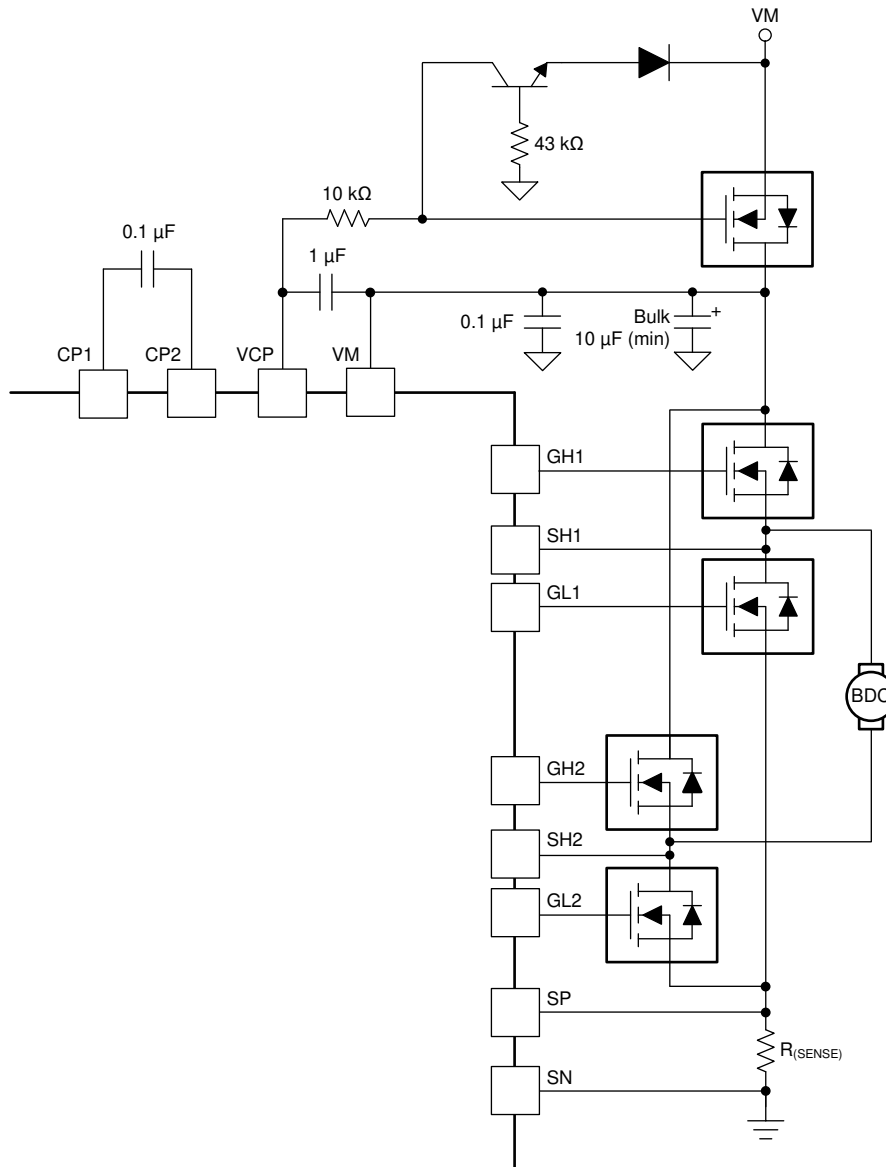 VM
43 kΩ
10 kΩ
0.1 µF
1 µF
0.1 µF
Bulk
10 µF (min)
+
CP1
CP2
VCP
VM
GH1
SH1
GL1
BDC
GH2
SH2
GL2
SP
R(SENSE)
SN